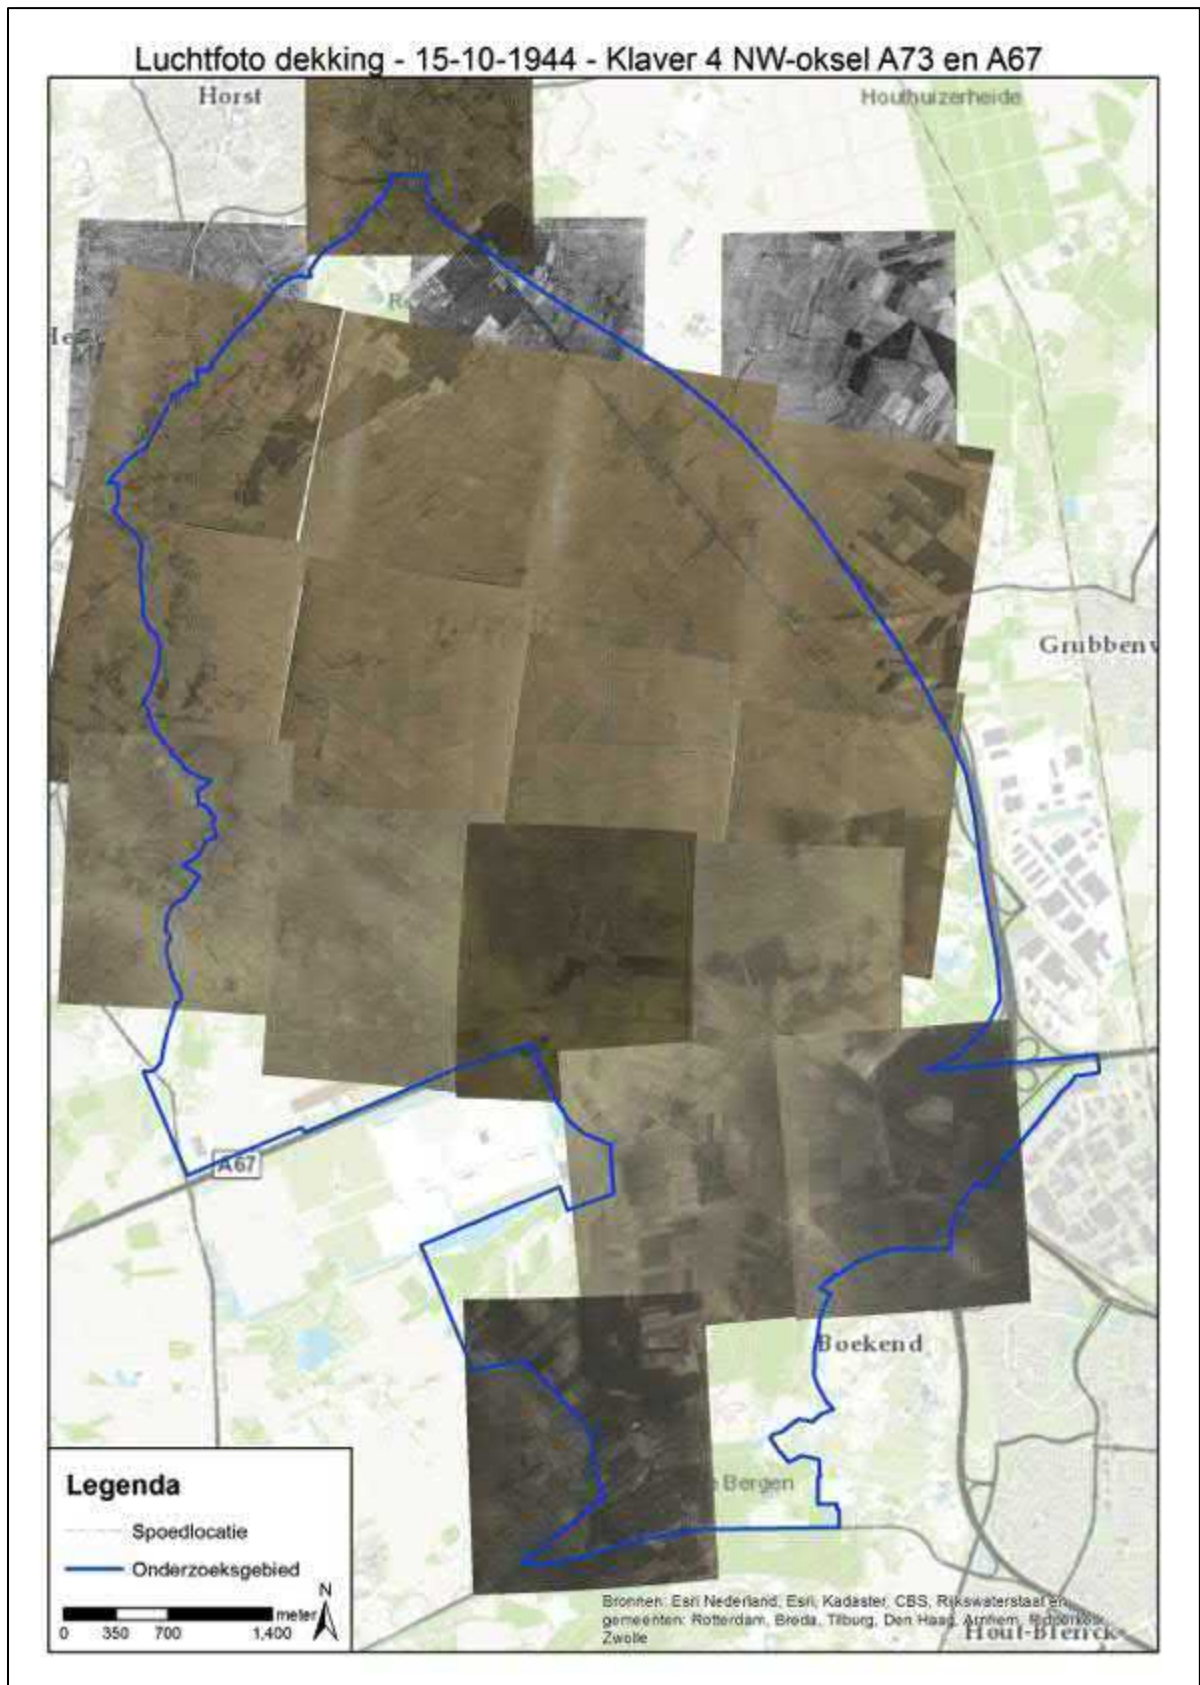 Luchtfoto dekking - 15-10-1944 - Klaver 4 NW-oksel A73 en A67
Horst
Houthuizerheide
Grubbenv
A67
Boekend
Bergen
Legenda
Spoedlocatie
Onderzoeksgebied
N
meter
0 350 700 1,400
Bronnen: Esri Nederland, Esri, Kadaster, CBS, Rijkswaterstaat en
gemeenten: Rotterdam, Breda, Tilburg, Den Haag, Arnhem,
Zwolle